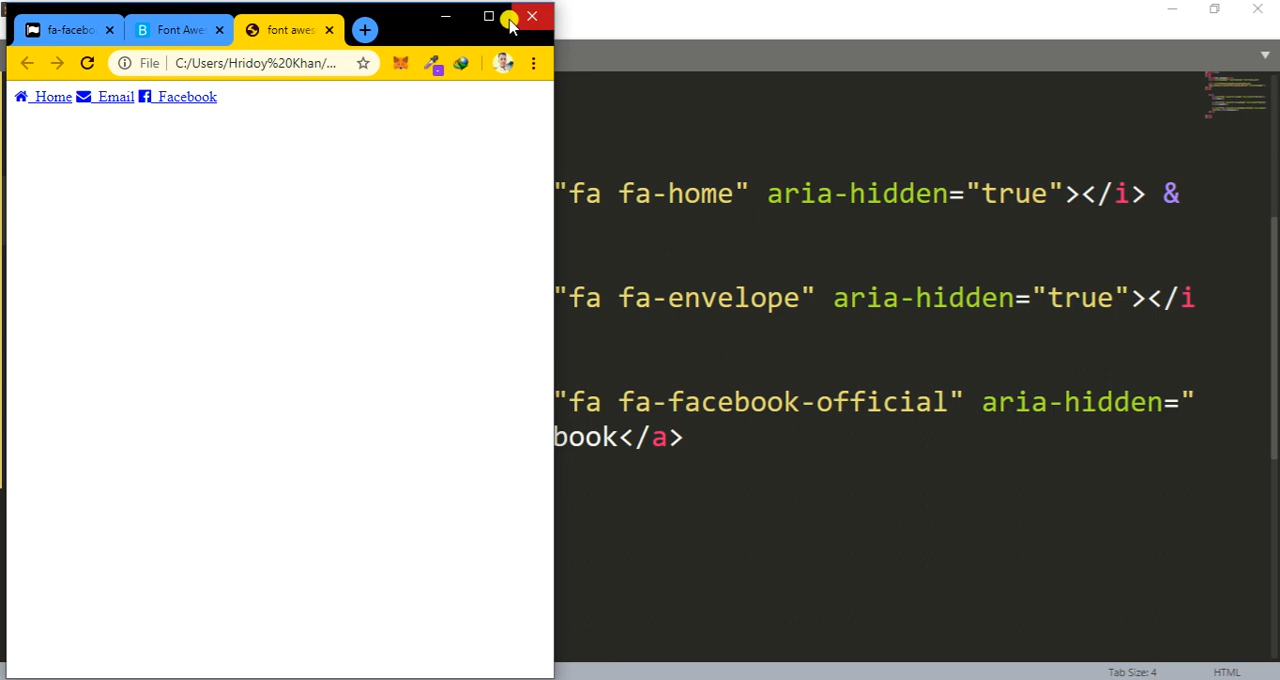 fa-facebo
Font Awe
font awes
File
C:/Users/Hridoy%20Khan/...
Home Email Facebook
"fa fa-home" aria-hidden="true"></i> &
"fa fa-envelope" aria-hidden="true"></i
"fa fa-facebook-official" aria-hidden="
book</a>
Tab Size: 4
HTML